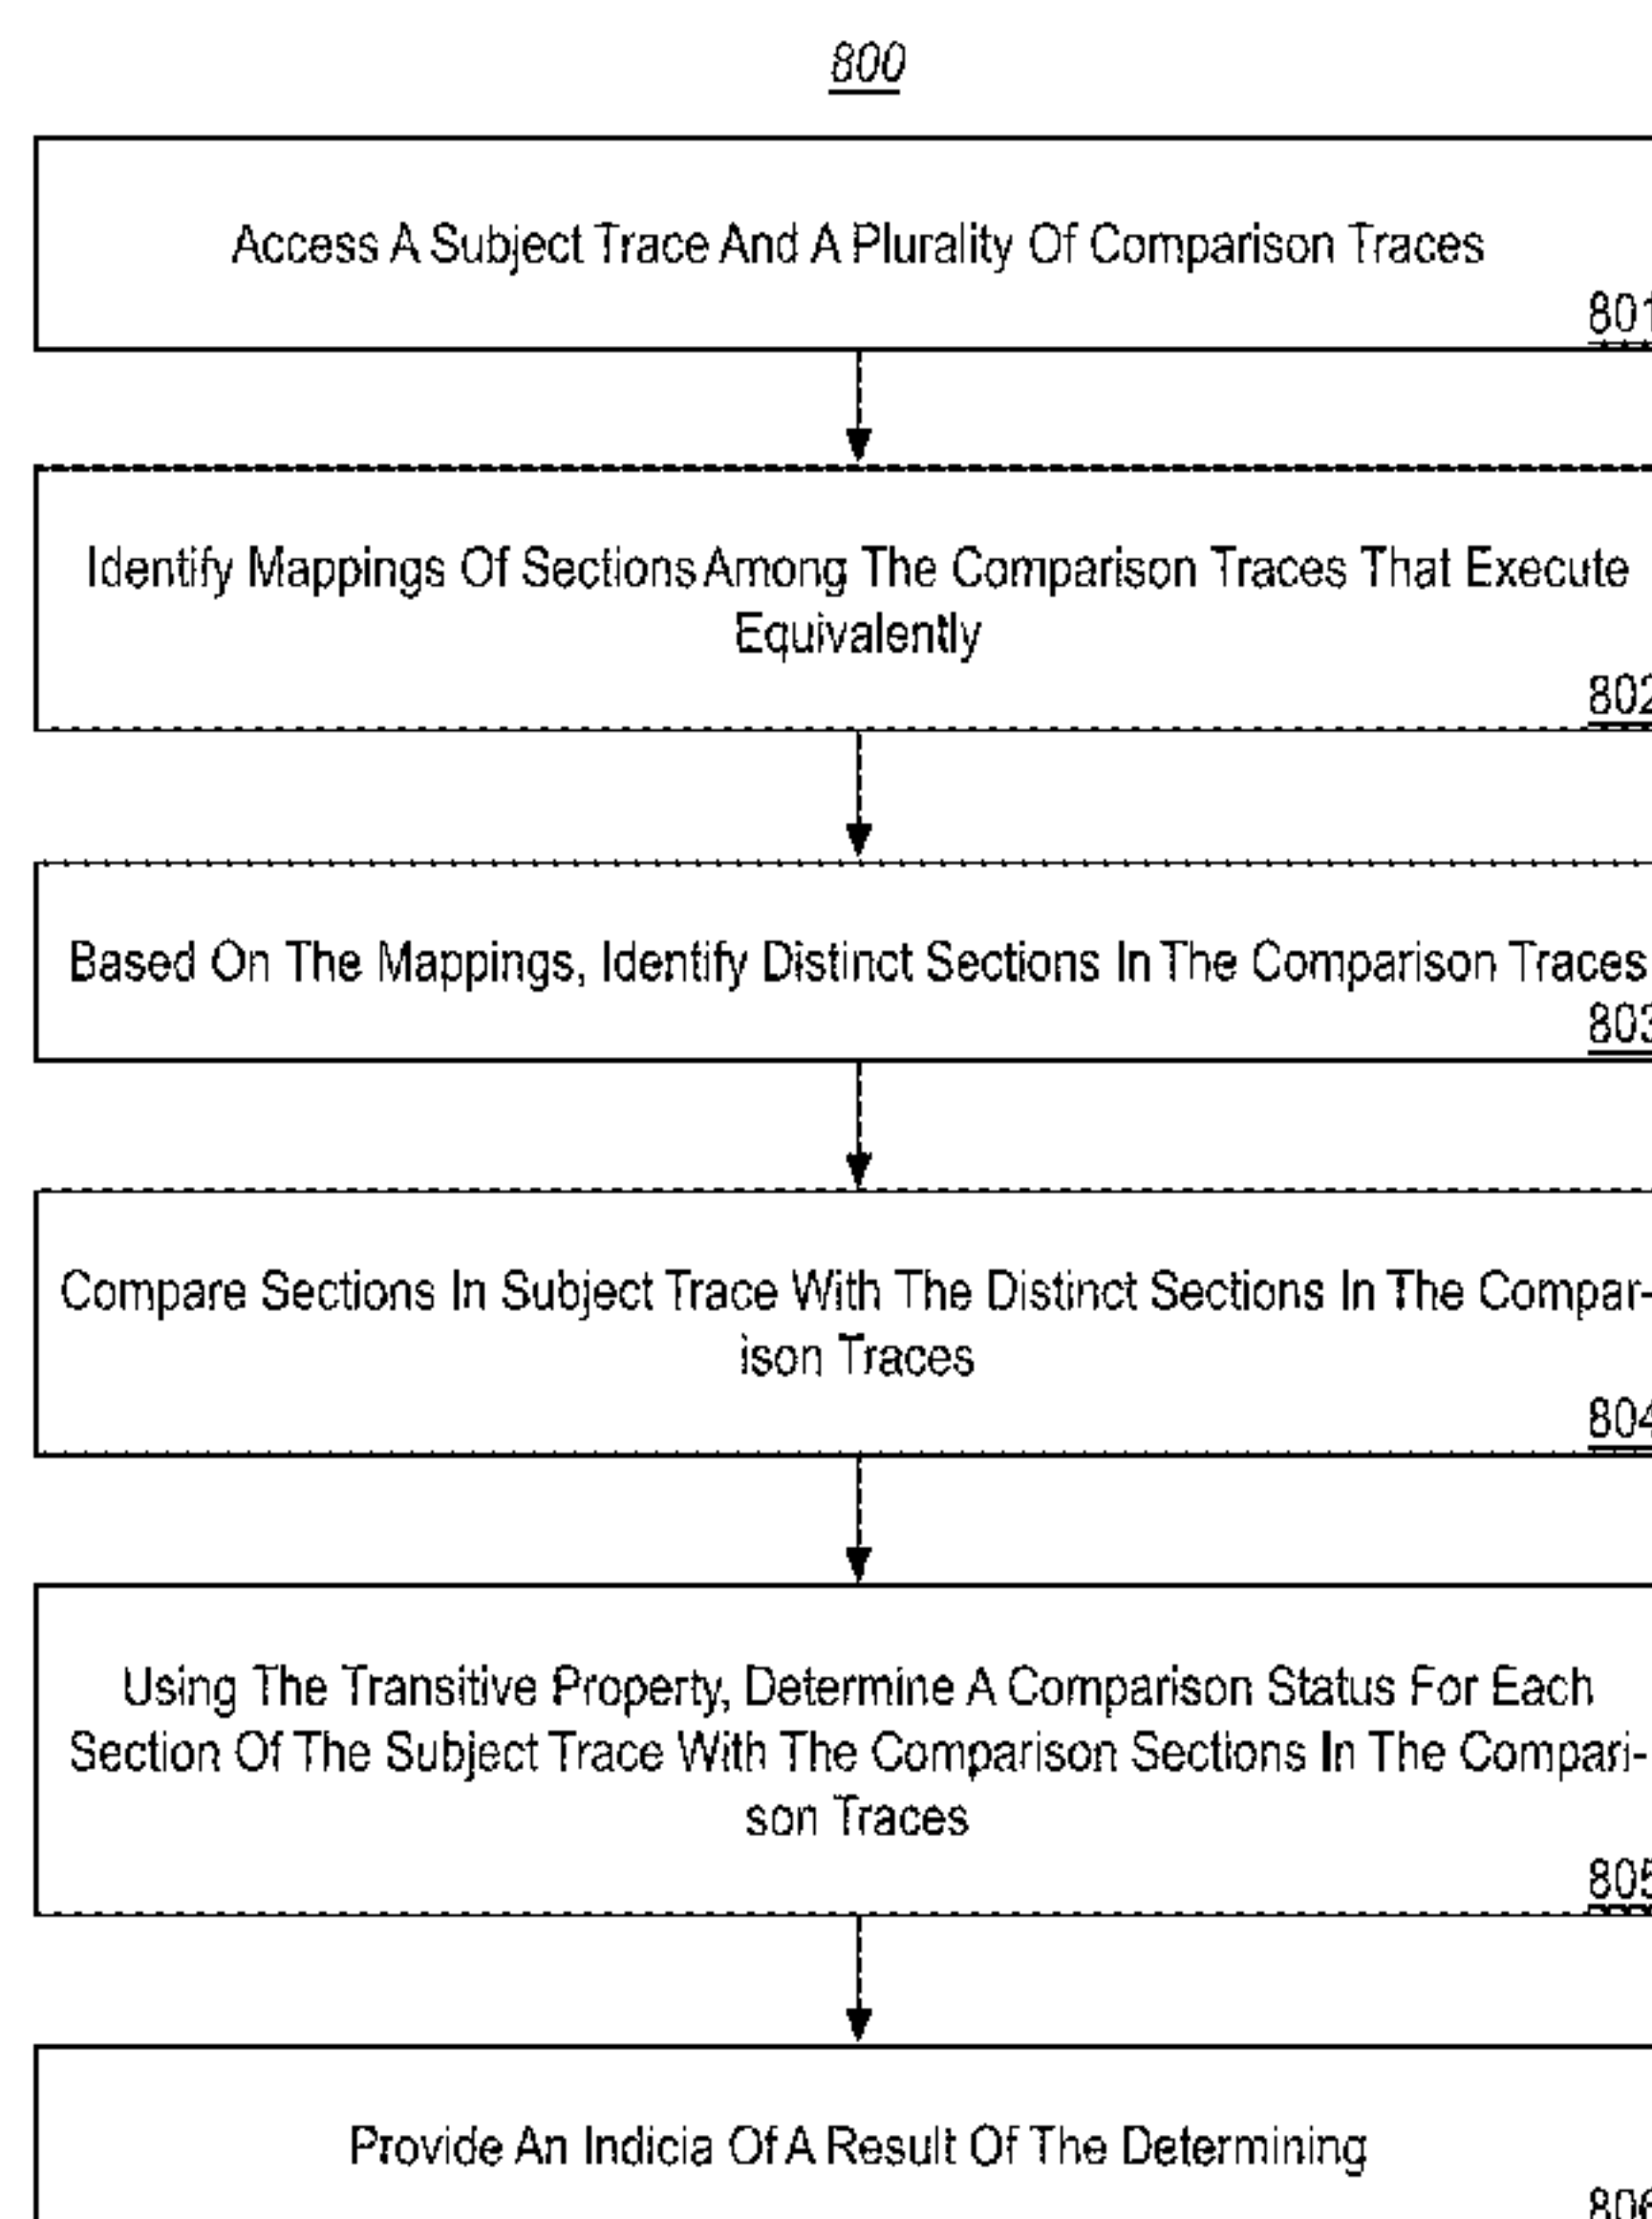 800
Access A Subject Trace And A Plurality Of Comparison Traces
801
Identify Mappings Of Sections Among The Comparison Traces That Execute
Equivalently
802
Based On The Mappings, Identify Distinct Sections In The Comparison Traces
803
Compare Sections In Subject Trace With The Distinct Sections In The Compar-
ison Traces
804
Using The Transitive Property, Determine A Comparison Status For Each
Section Of The Subject Trace With The Comparison Sections In The Compari-
son Traces
805
Provide An Indicia Of A Result Of The Determining
806